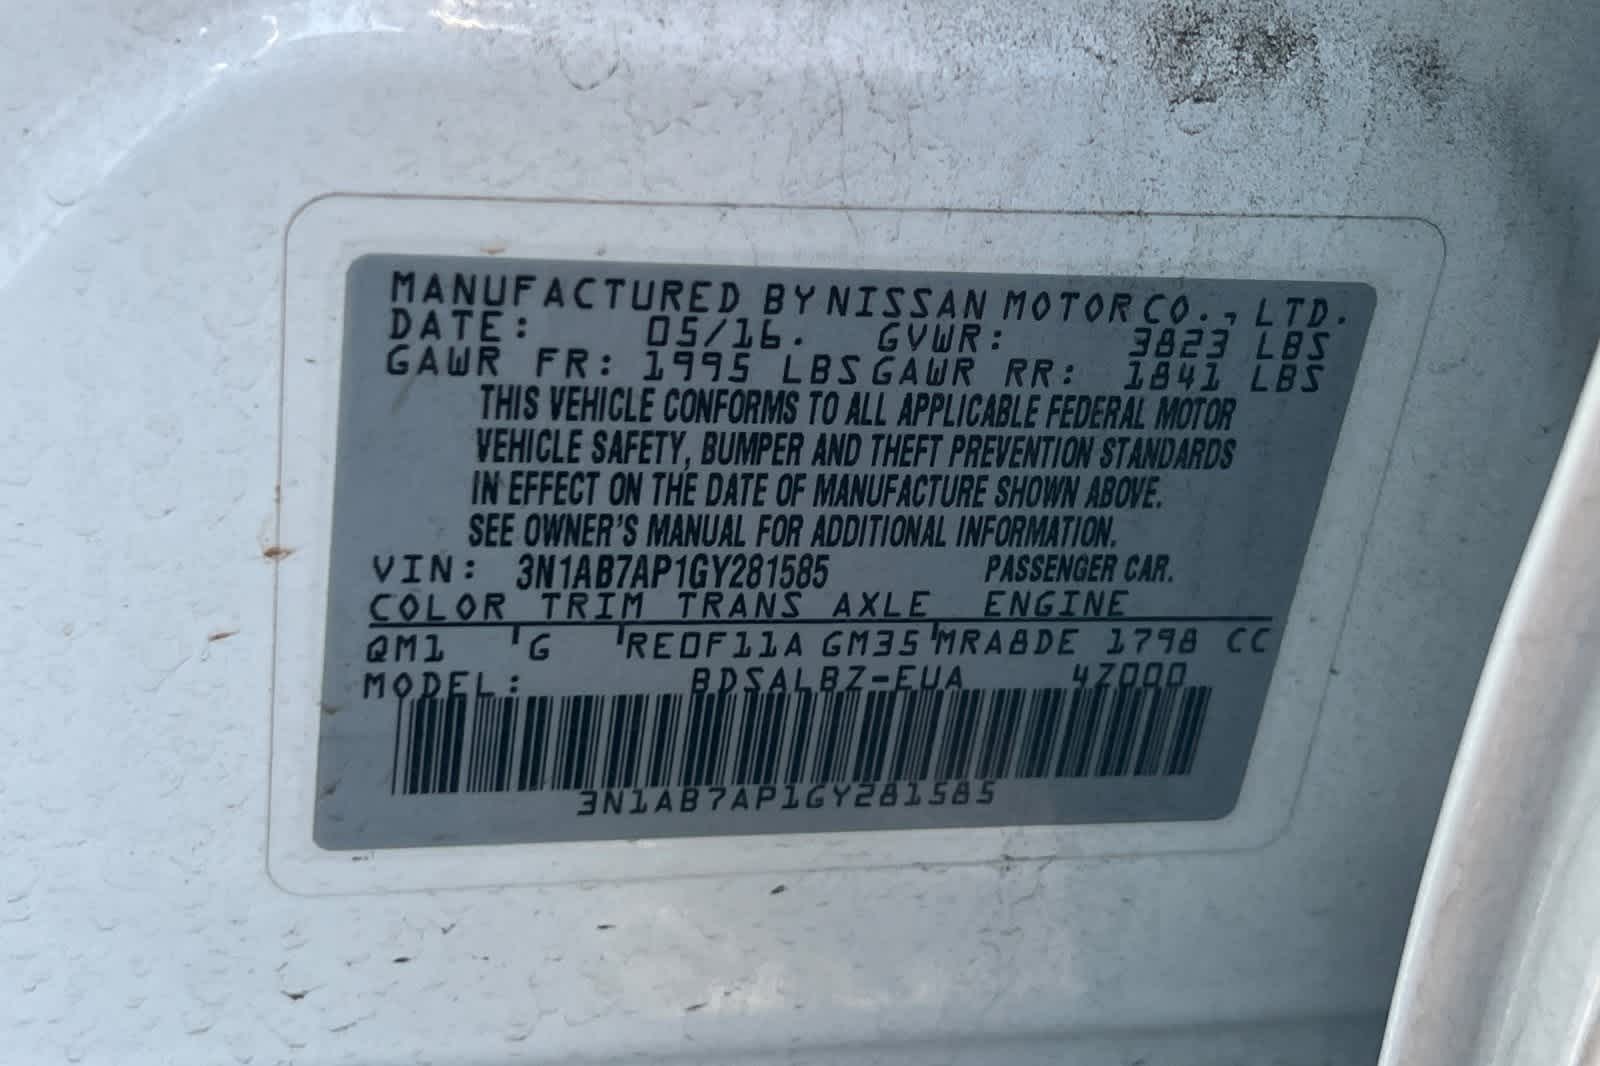 MANUFACTURED BY NISSAN MOTOR CO., LTD.
DATE: 05/16. GVWR: 3823 LBS
GAWR FR: 1995 LBS GAWR RR: 1841 LBS
THIS VEHICLE CONFORMS TO ALL APPLICABLE FEDERAL MOTOR
VEHICLE SAFETY, BUMPER AND THEFT PREVENTION STANDARDS
IN EFFECT ON THE DATE OF MANUFACTURE SHOWN ABOVE.
SEE OWNER'S MANUAL FOR ADDITIONAL INFORMATION.
VIN: 3N1AB7AP1GY281585 PASSENGER CAR.
COLOR TRIM TRANS AXLE ENGINE
QM1 G RE0F11A GM35 MRA8DE 1798 CC
MODEL: BDSALBZ-EUA 4Z000
3N1AB7AP1GY281585